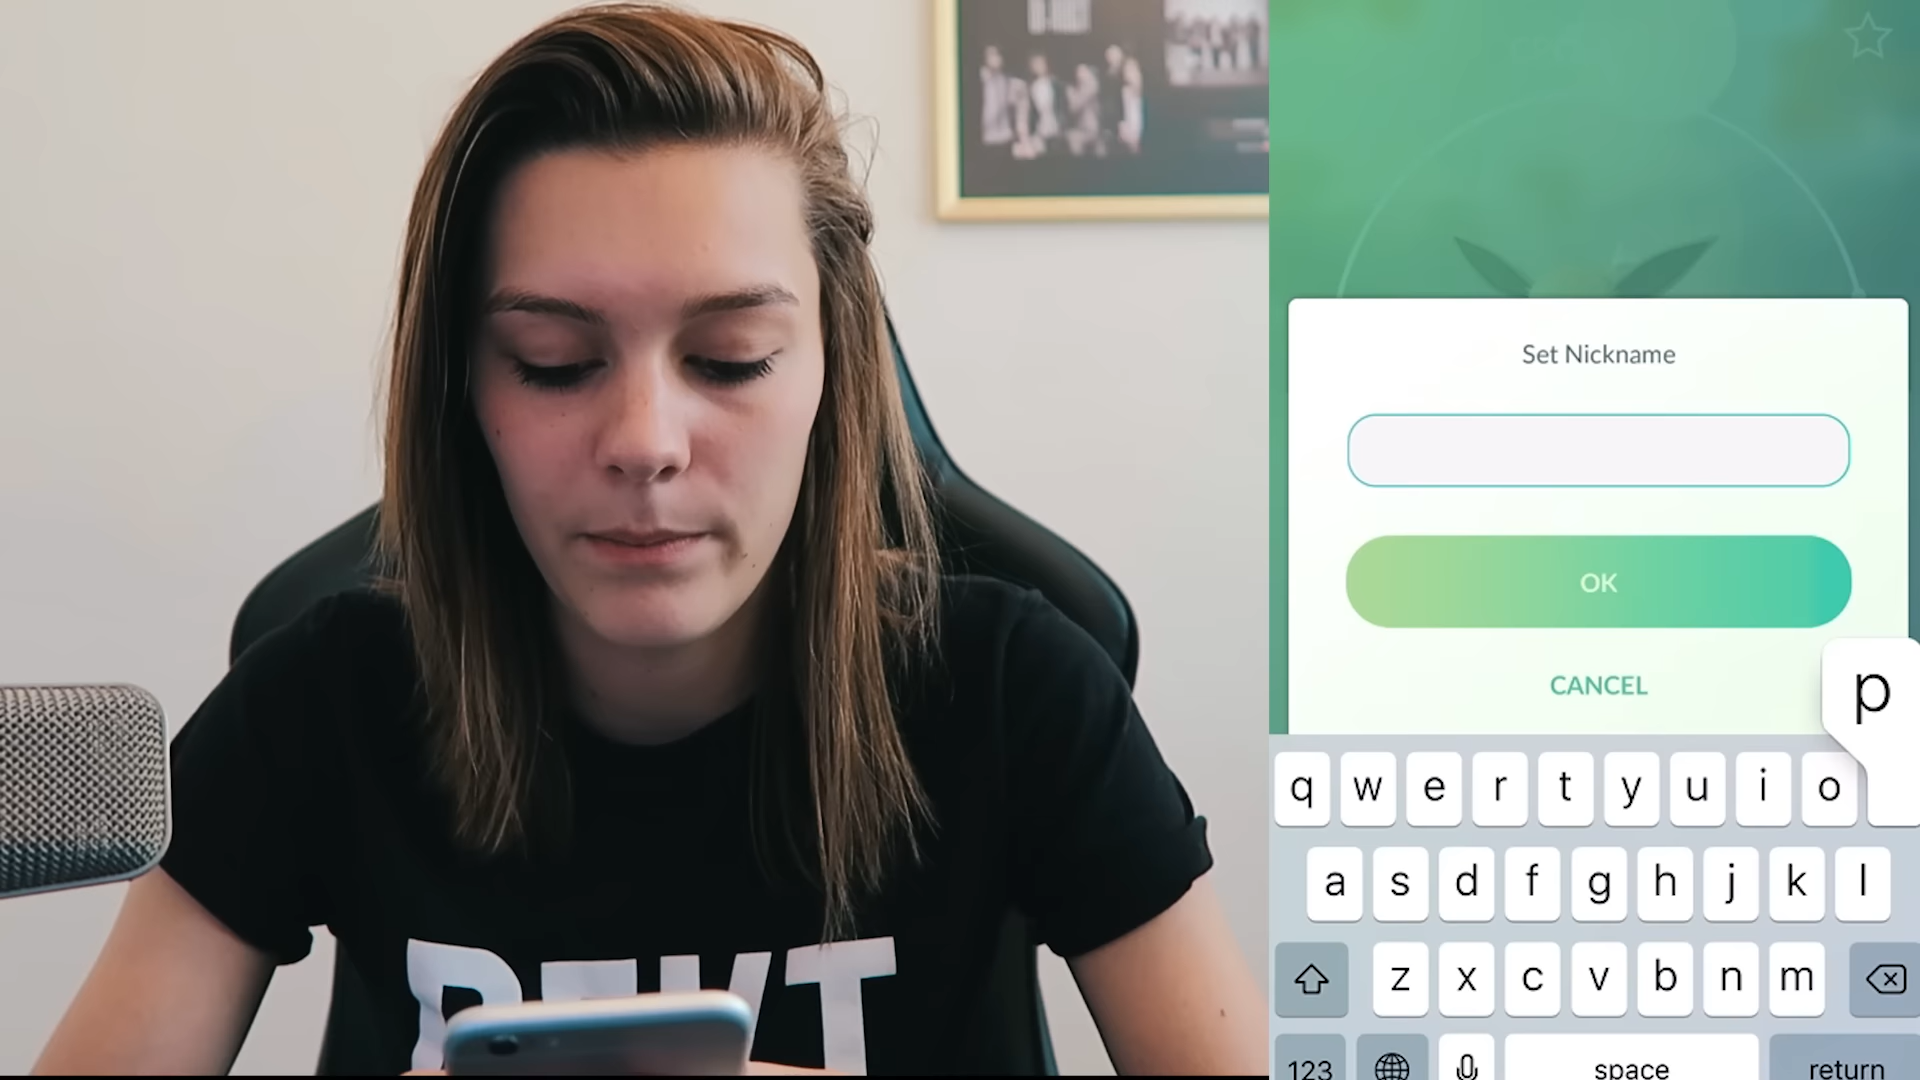 Set Nickname
OK
CANCEL
p
q w e r t y u i o
a s d f g h j k l
z x c v b n m
123 space return